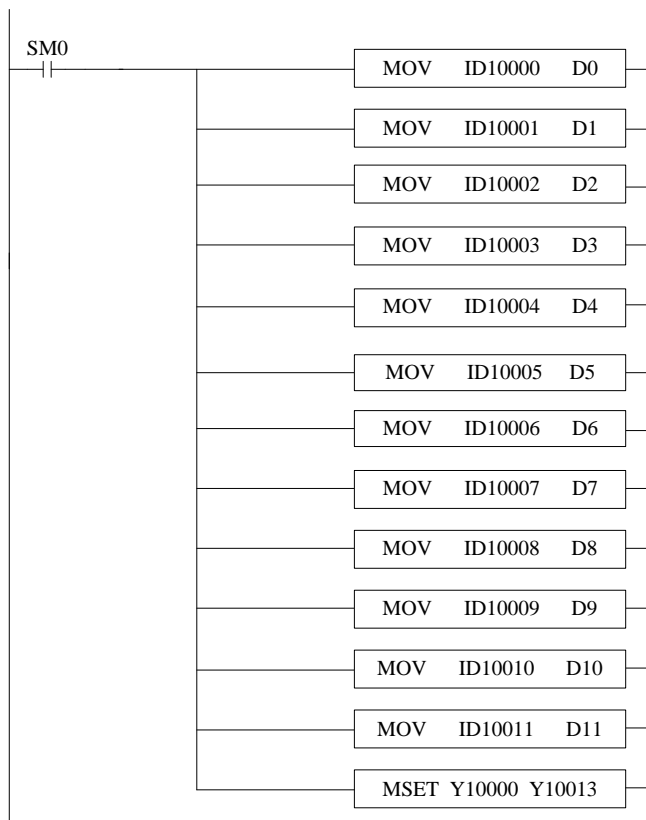 SM0
MOV ID10000 D0
MOV ID10001 D1
MOV ID10002 D2
MOV ID10003 D3
MOV ID10004 D4
MOV ID10005 D5
MOV ID10006 D6
MOV ID10007 D7
MOV ID10008 D8
MOV ID10009 D9
MOV ID10010 D10
MOV ID10011 D11
MSET Y10000 Y10013